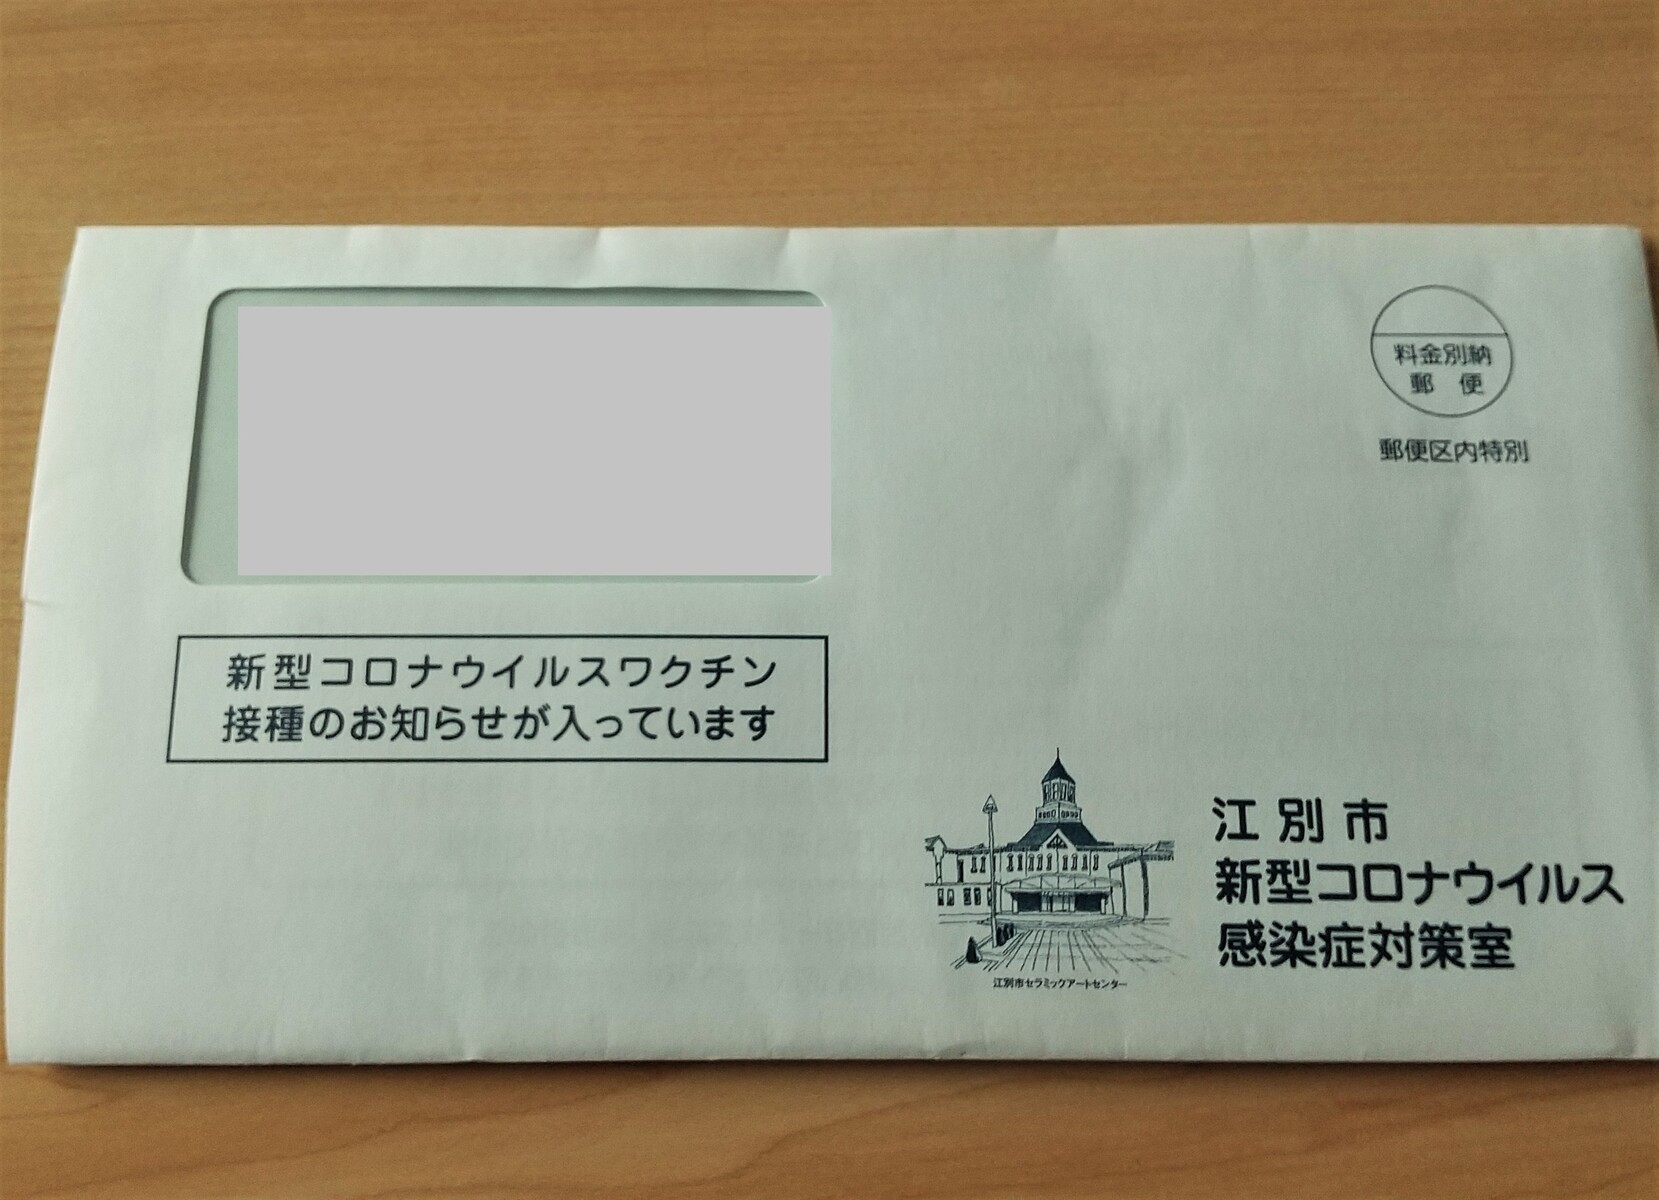 料金別納
郵便
郵便区内特別
新型コロナウイルスワクチン
接種のお知らせが入っています
江別市
新型コロナウイルス
感染症対策室
江別市セラミックアートセンター